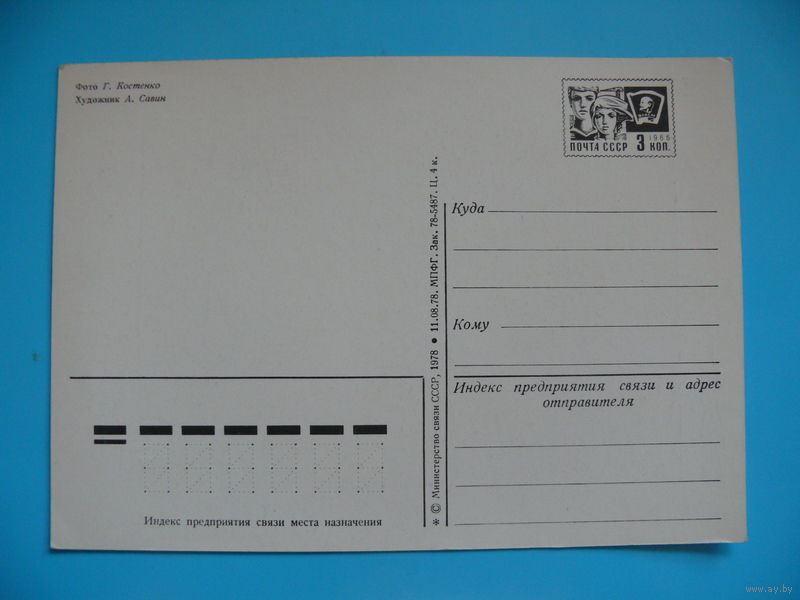 Фото Г. Костенко
Художник А. Савин
1966
ПОЧТА СССР 3 КОП.
Куда
Кому
Индекс предприятия связи и адрес
отправителя
* © Министерство связи СССР, 1978 ● 11.08.78. МПФГ. Зак. 78-5487. Ц. 4 к.
Индекс предприятия связи места назначения
www.ay.by